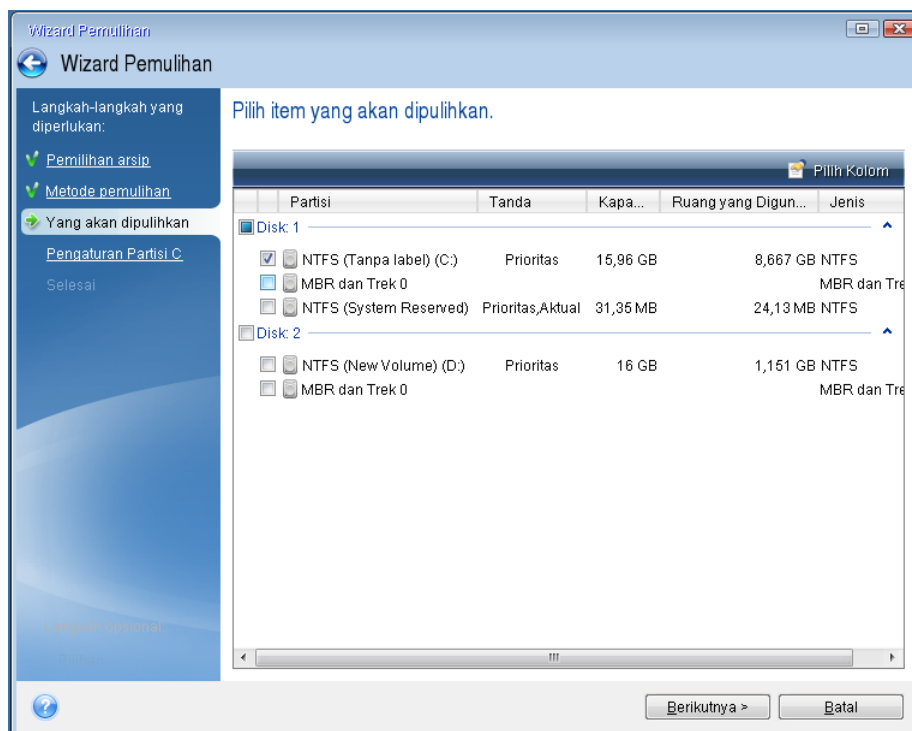 Wizard Pemulihan
Wizard Pemulihan
Langkah-langkah yang
diperlukan:
Pemilihan arsip
Metode pemulihan
Yang akan dipulihkan
Pengaturan Partisi C
Selesai
Pilih item yang akan dipulihkan.
Pilih Kolom
Partisi Tanda Kapa... Ruang yang Digun... Jenis
Disk: 1
NTFS (Tanpa label) (C:) Prioritas 15,96 GB 8,667 GB NTFS
MBR dan Trek 0 MBR dan Tre
NTFS (System Reserved) Prioritas,Aktual 31,35 MB 24,13 MB NTFS
Disk: 2
NTFS (New Volume) (D:) Prioritas 16 GB 1,151 GB NTFS
MBR dan Trek 0 MBR dan Tre
opsional
Berikutnya > Batal